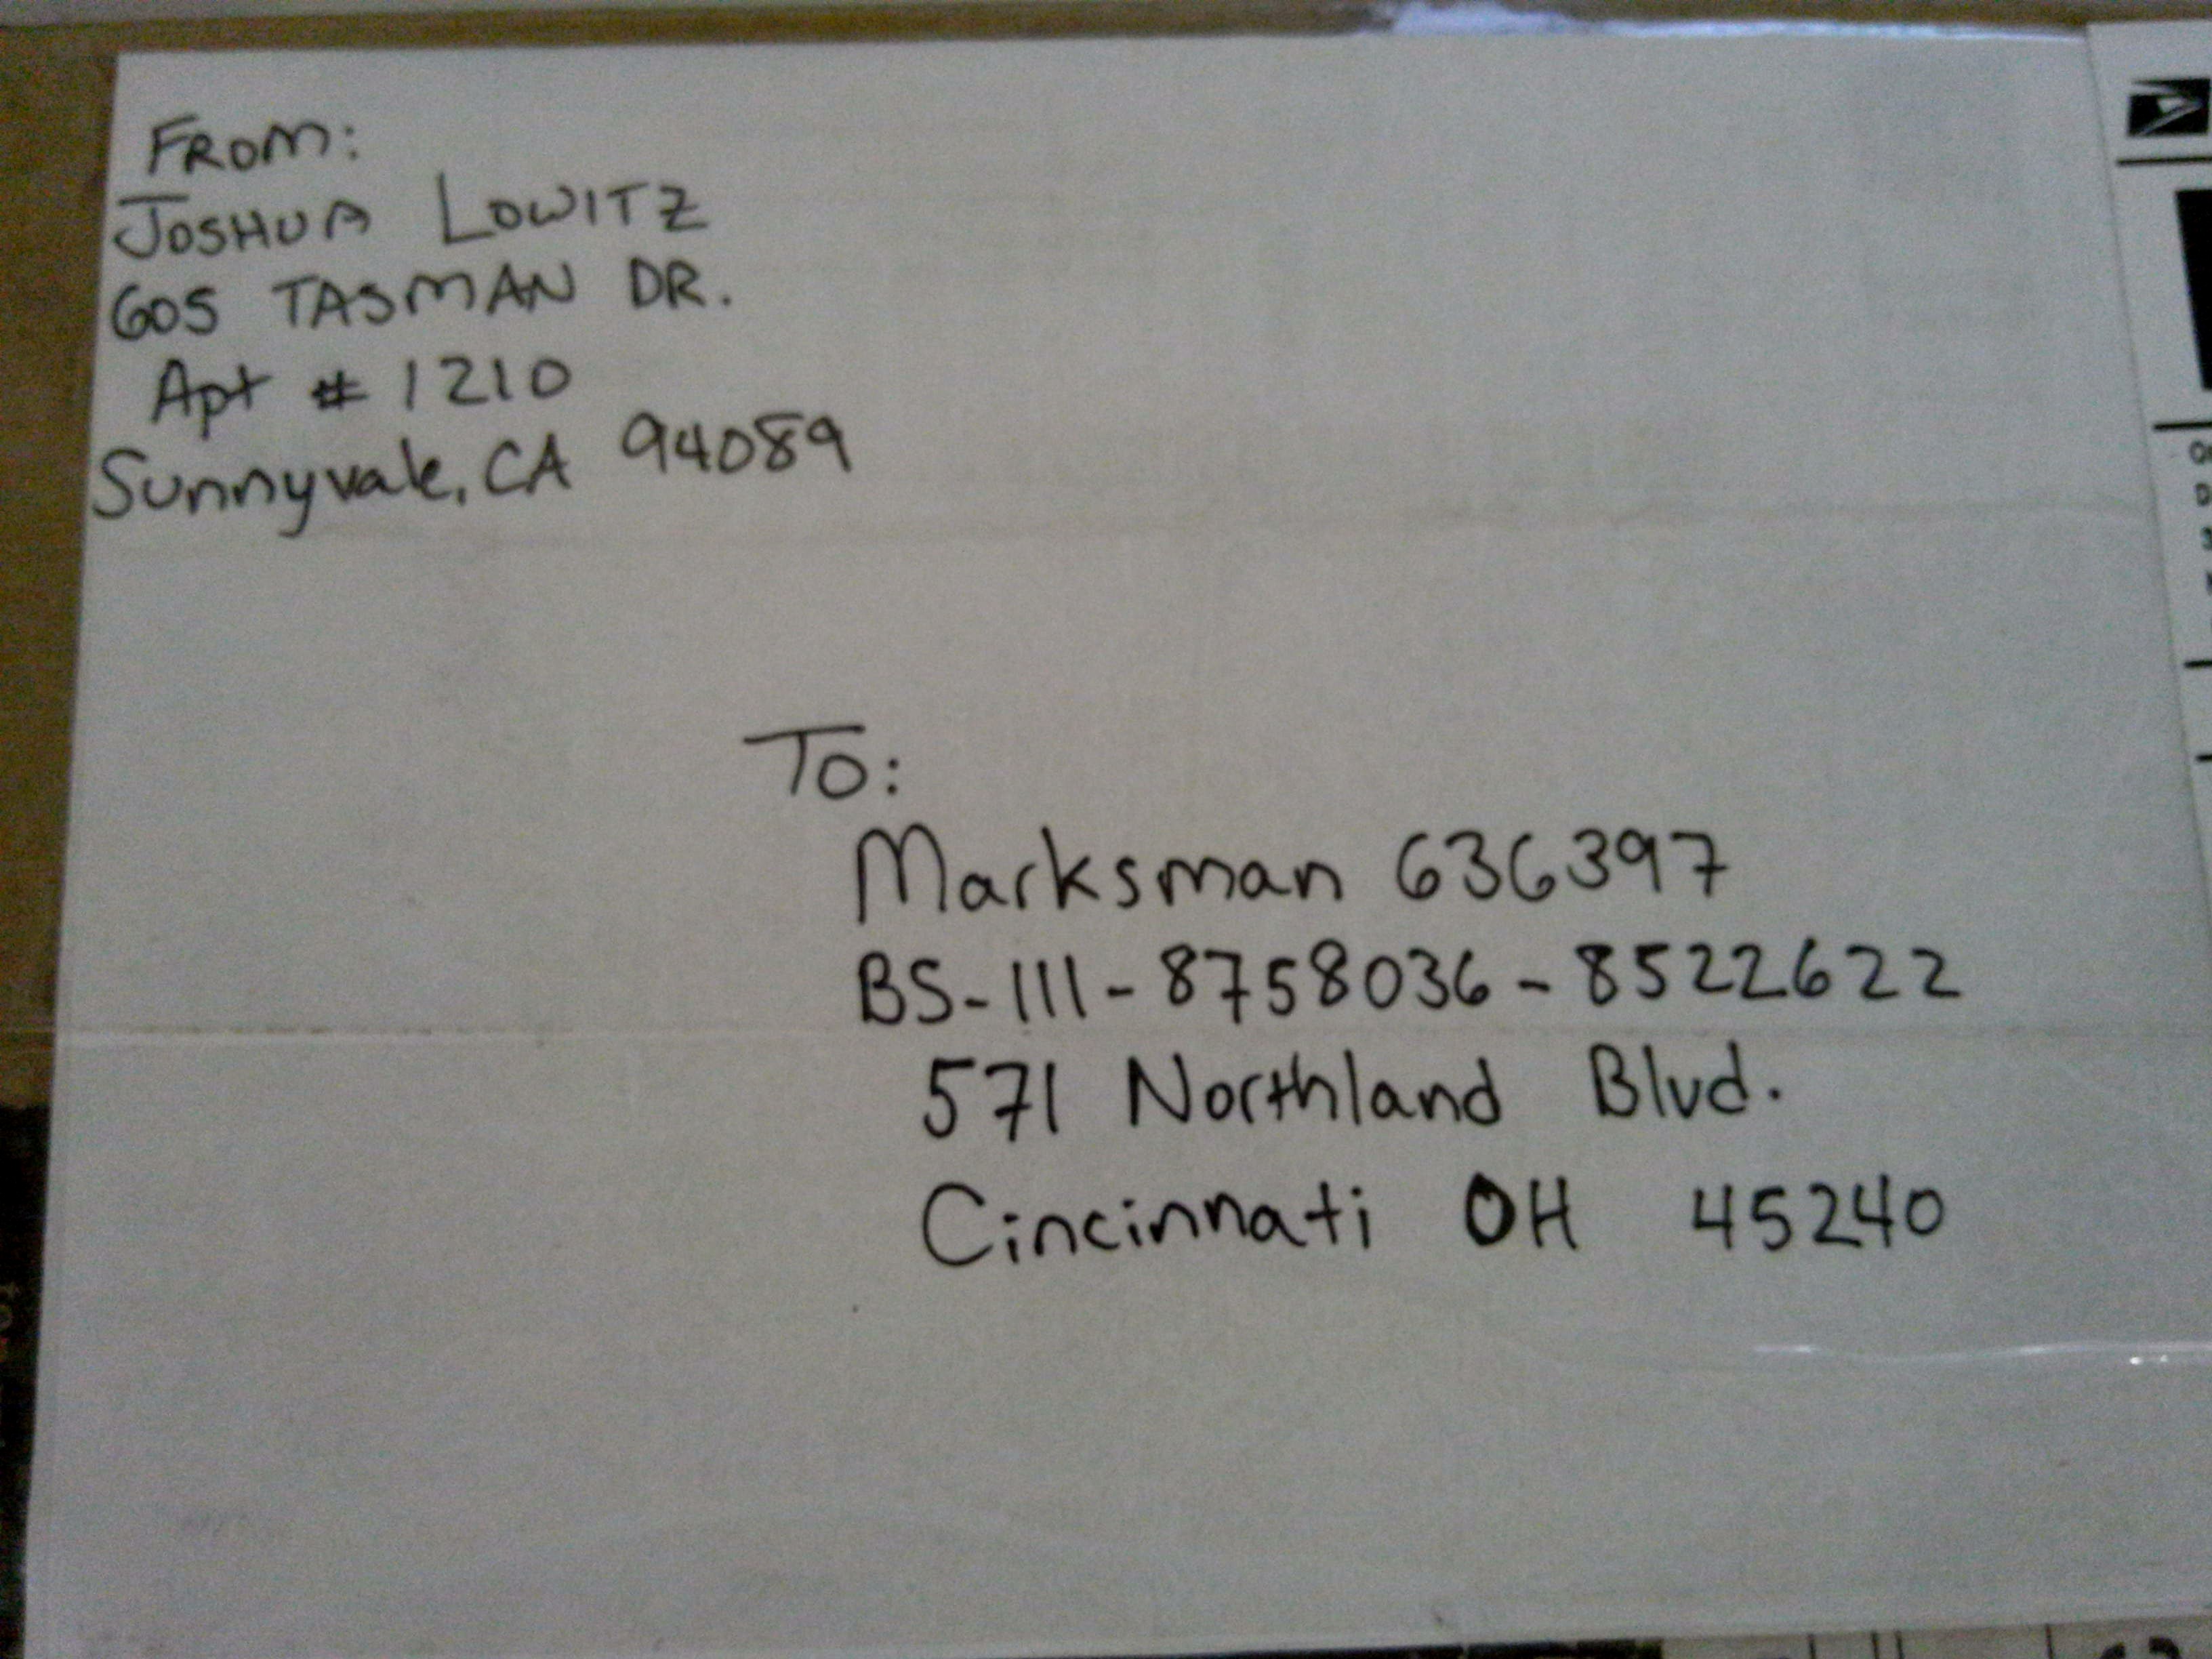 FROM:
JOSHUA LOWITZ
605 TASMAN DR.
Apt # 1210
Sunnyvale, CA 94089
To:
Marksman 636397
BS-111-8758036-8522622
571 Northland Blvd.
Cincinnati OH 45240